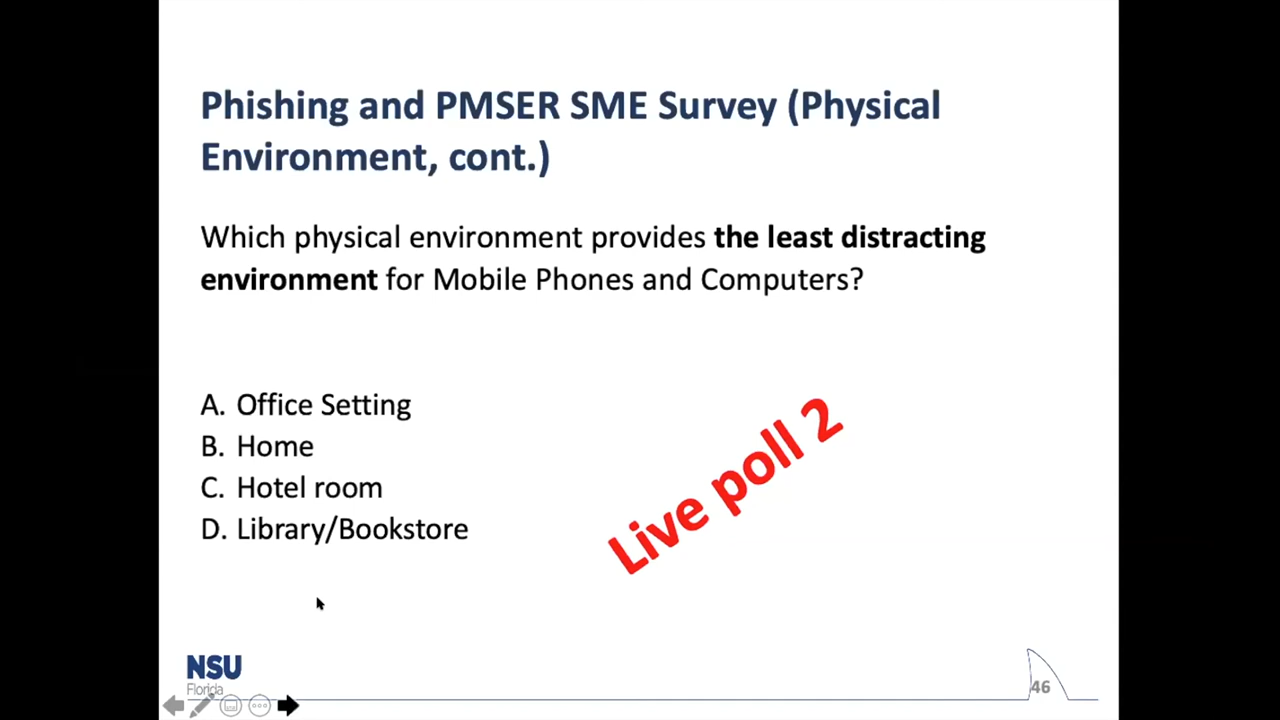 Phishing and PMSER SME Survey (Physical
Environment, cont.)
Which physical environment provides the least distracting
environment for Mobile Phones and Computers?
A. Office Setting
B. Home
C. Hotel room
D. Library/Bookstore
Live poll 2
NSU
Florida
46